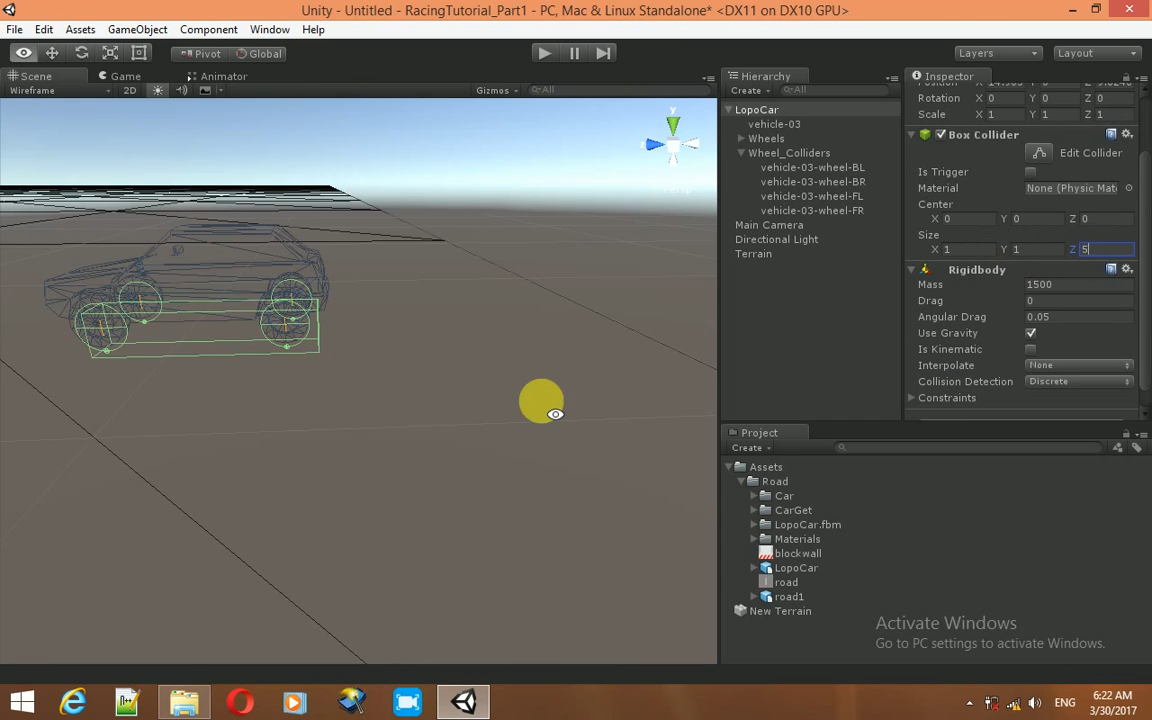 Unity - Untitled - RacingTutorial_Part1 - PC, Mac & Linux Standalone* <DX11 on DX10 GPU>
File Edit Assets GameObject Component Window Help
Pivot Global Layers Layout
Scene Game Animator Hierarchy Inspector
Wireframe 2D Gizmos All Create All
Rotation X 0 Y 0 Z 0
Scale X 1 Y 1 Z 1
LopoCar
vehicle-03
Wheels
Wheel_Colliders
vehicle-03-wheel-BL
vehicle-03-wheel-BR
vehicle-03-wheel-FL
vehicle-03-wheel-FR
Main Camera
Directional Light
Terrain
Box Collider
Edit Collider
Is Trigger
Material None (Physic Mat
Center
X 0 Y 0 Z 0
Size
X 1 Y 1 Z 5
Rigidbody
Mass 1500
Drag 0
Angular Drag 0.05
Use Gravity
Is Kinematic
Interpolate None
Collision Detection Discrete
Constraints
y
z
Project
Create
Assets
Road
Car
CarGet
LopoCar.fbm
Materials
blockwall
LopoCar
road
road1
New Terrain
Activate Windows
Go to PC settings to activate Windows.
ENG
6:22 AM
3/30/2017